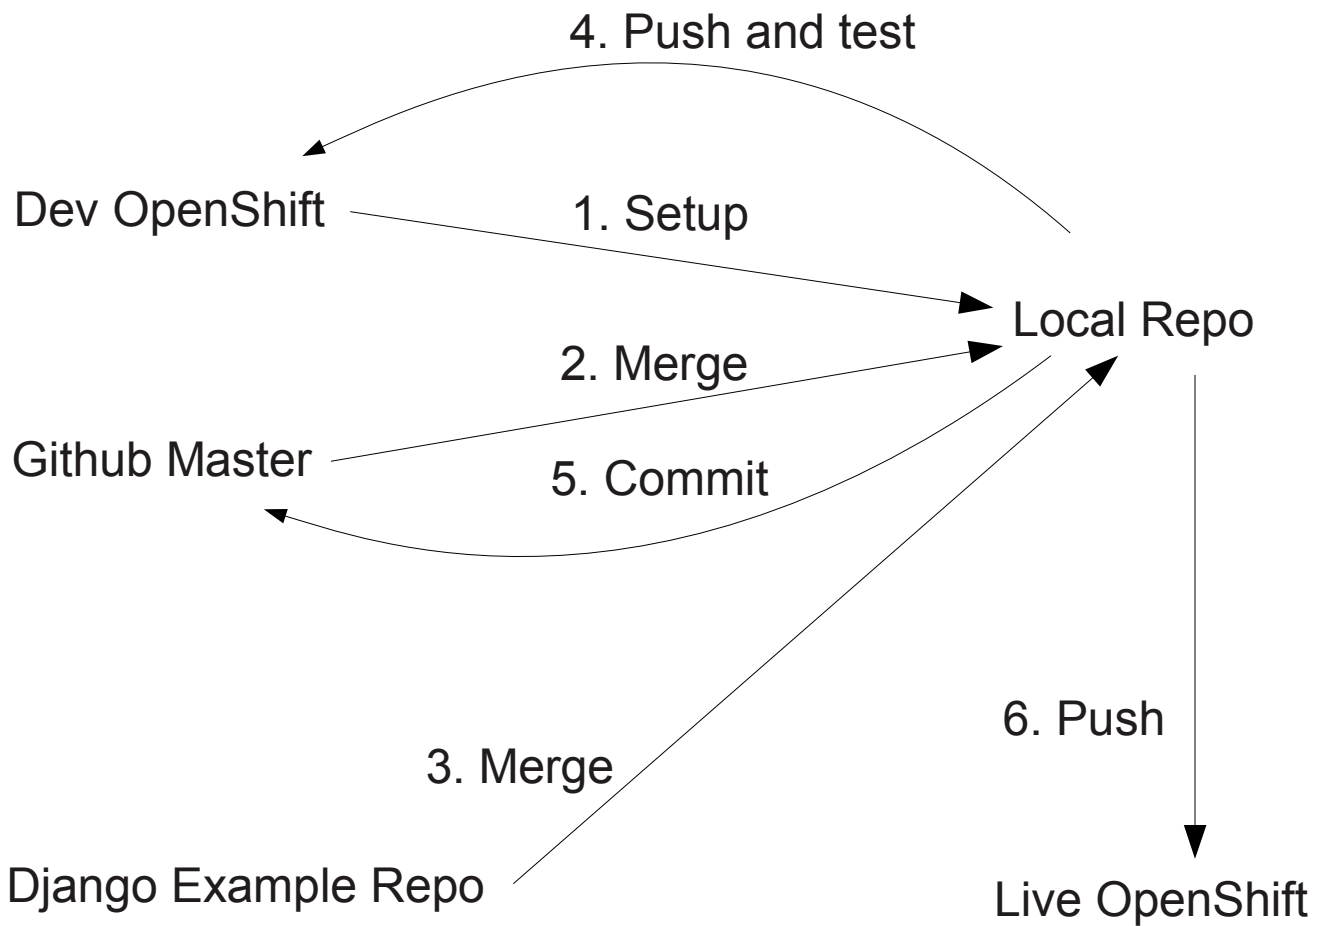 4. Push and test
Dev OpenShift
1. Setup
Local Repo
2. Merge
Github Master
5. Commit
6. Push
3. Merge
Django Example Repo
Live OpenShift